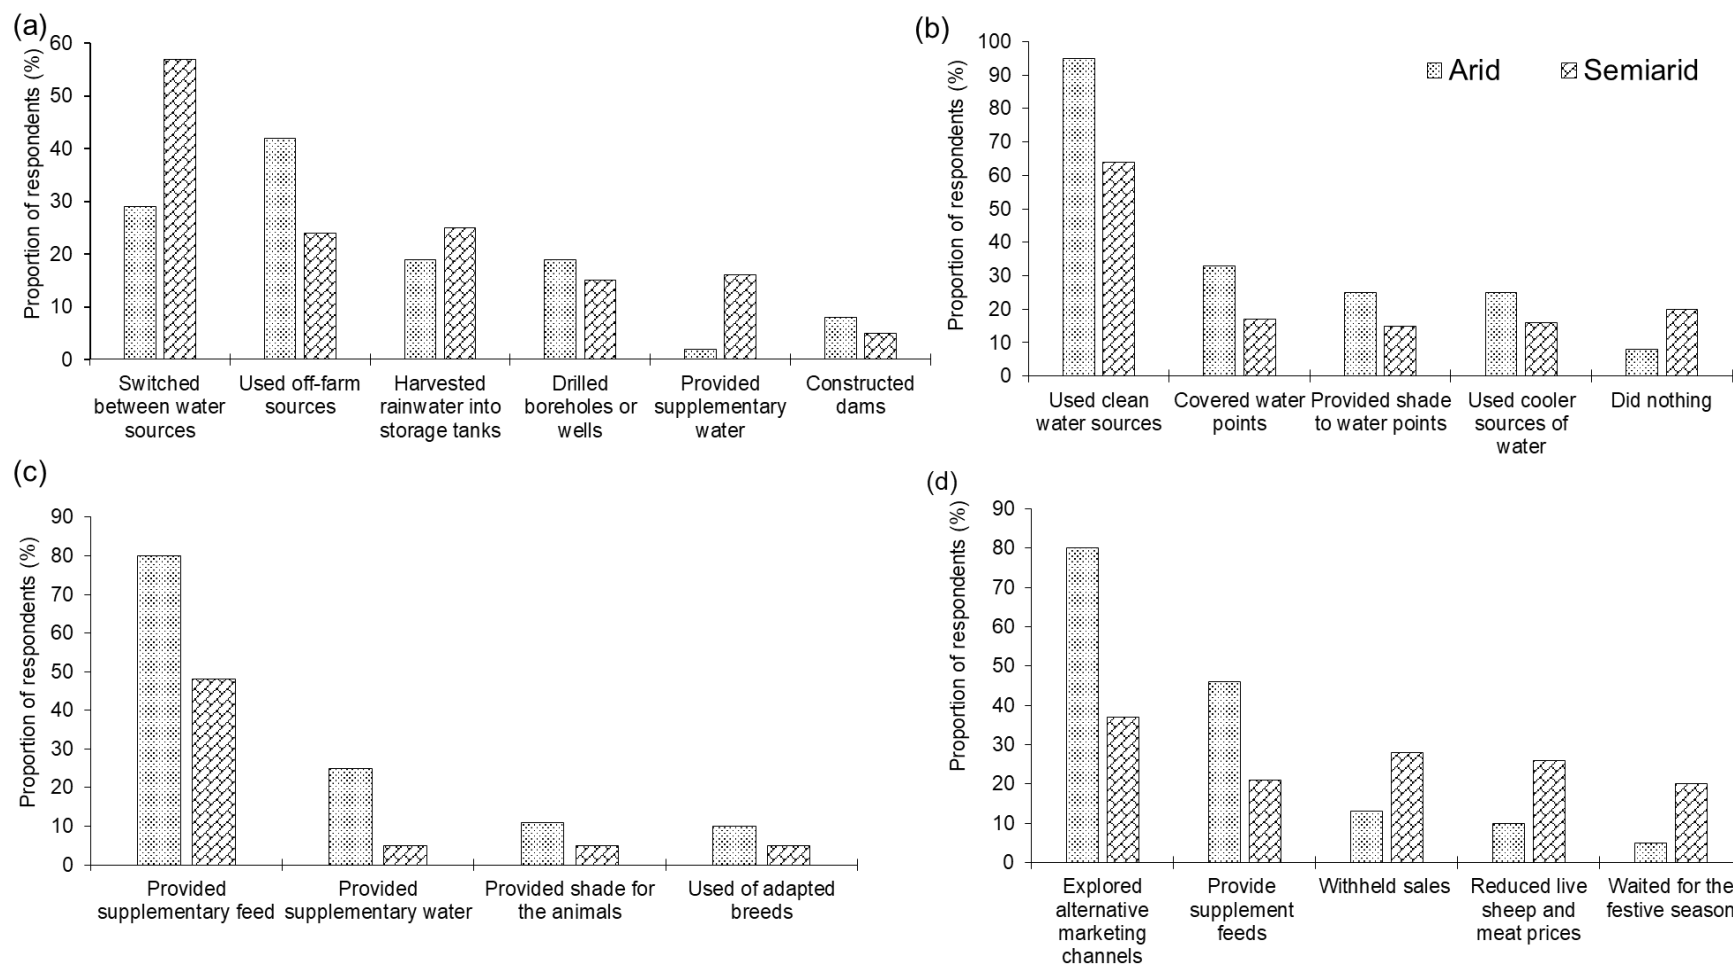 (a)
Proportion of respondents (%)
60
50
40
30
20
10
0
Switched
between water
sources
Used off-farm
sources
Harvested
rainwater into
storage tanks
Drilled
boreholes or
wells
Provided
supplementary
water
Constructed
dams
(b)
Proportion of respondents (%)
100
90
80
70
60
50
40
30
20
10
0
Arid
Semiarid
Used clean
water sources
Covered water
points
Provided shade
to water points
Used cooler
sources of
water
Did nothing
(c)
Proportion of respondents (%)
90
80
70
60
50
40
30
20
10
0
Provided
supplementary feed
Provided
supplementary water
Provided shade for
the animals
Used of adapted
breeds
(d)
Proportion of respondents (%)
90
80
70
60
50
40
30
20
10
0
Explored
alternative
marketing
channels
Provide
supplement
feeds
Withheld sales
Reduced live
sheep and
meat prices
Waited for the
festive season